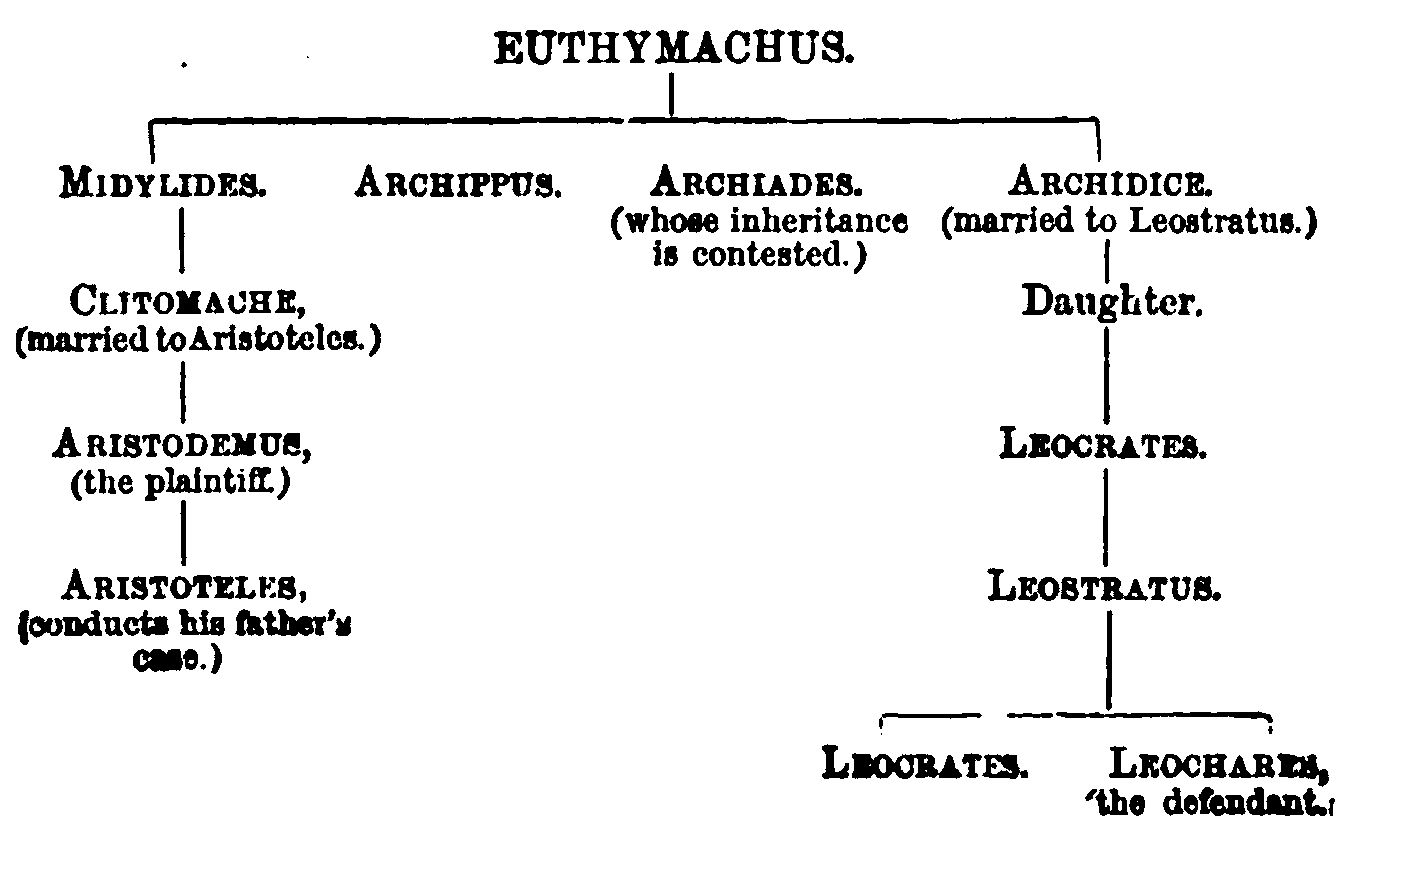 EUTHYMACHUS.
MIDYLIDES. ARCHIPPUS. ARCHIADES. ARCHIDICE.
(whose inheritance (married to Leostratus.)
is contested.)
CLITOMACHE, Daughter.
(married to Aristoteles.)
ARISTODEMUS, LEOCRATES.
(the plaintiff.)
ARISTOTELES, LEOSTRATUS.
(conducts his father's
case.)
LEOCRATES. LEOCHARES,
(the defendant.)